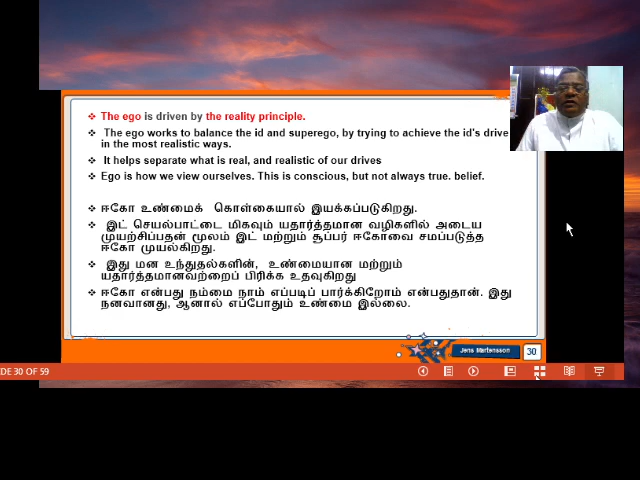 ❖ The ego is driven by the reality principle.
❖ The ego works to balance the id and superego, by trying to achieve the id's drive
in the most realistic ways.
❖ It helps separate what is real, and realistic of our drives
❖ Ego is how we view ourselves. This is conscious, but not always true. belief.
❖ ஈகோ உண்மைக் கொள்கையால் இயக்கப்படுகிறது.
❖ இட் செயல்பாட்டை மிகவும் யதார்த்தமான வழிகளில் அடைய
முயற்சிப்பதன் மூலம் இட் மற்றும் சூப்பர் ஈகோவை சமப்படுத்த
ஈகோ முயல்கிறது.
❖ இது மன உந்துதல்களின், உண்மையான மற்றும்
யதார்த்தமானவற்றைப் பிரிக்க உதவுகிறது
❖ ஈகோ என்பது நம்மை நாம் எப்படிப் பார்க்கிறோம் என்பதுதான். இது
நனவானது, ஆனால் எப்போதும் உண்மை இல்லை.
Jens Martensson
30
DE 30 OF 59